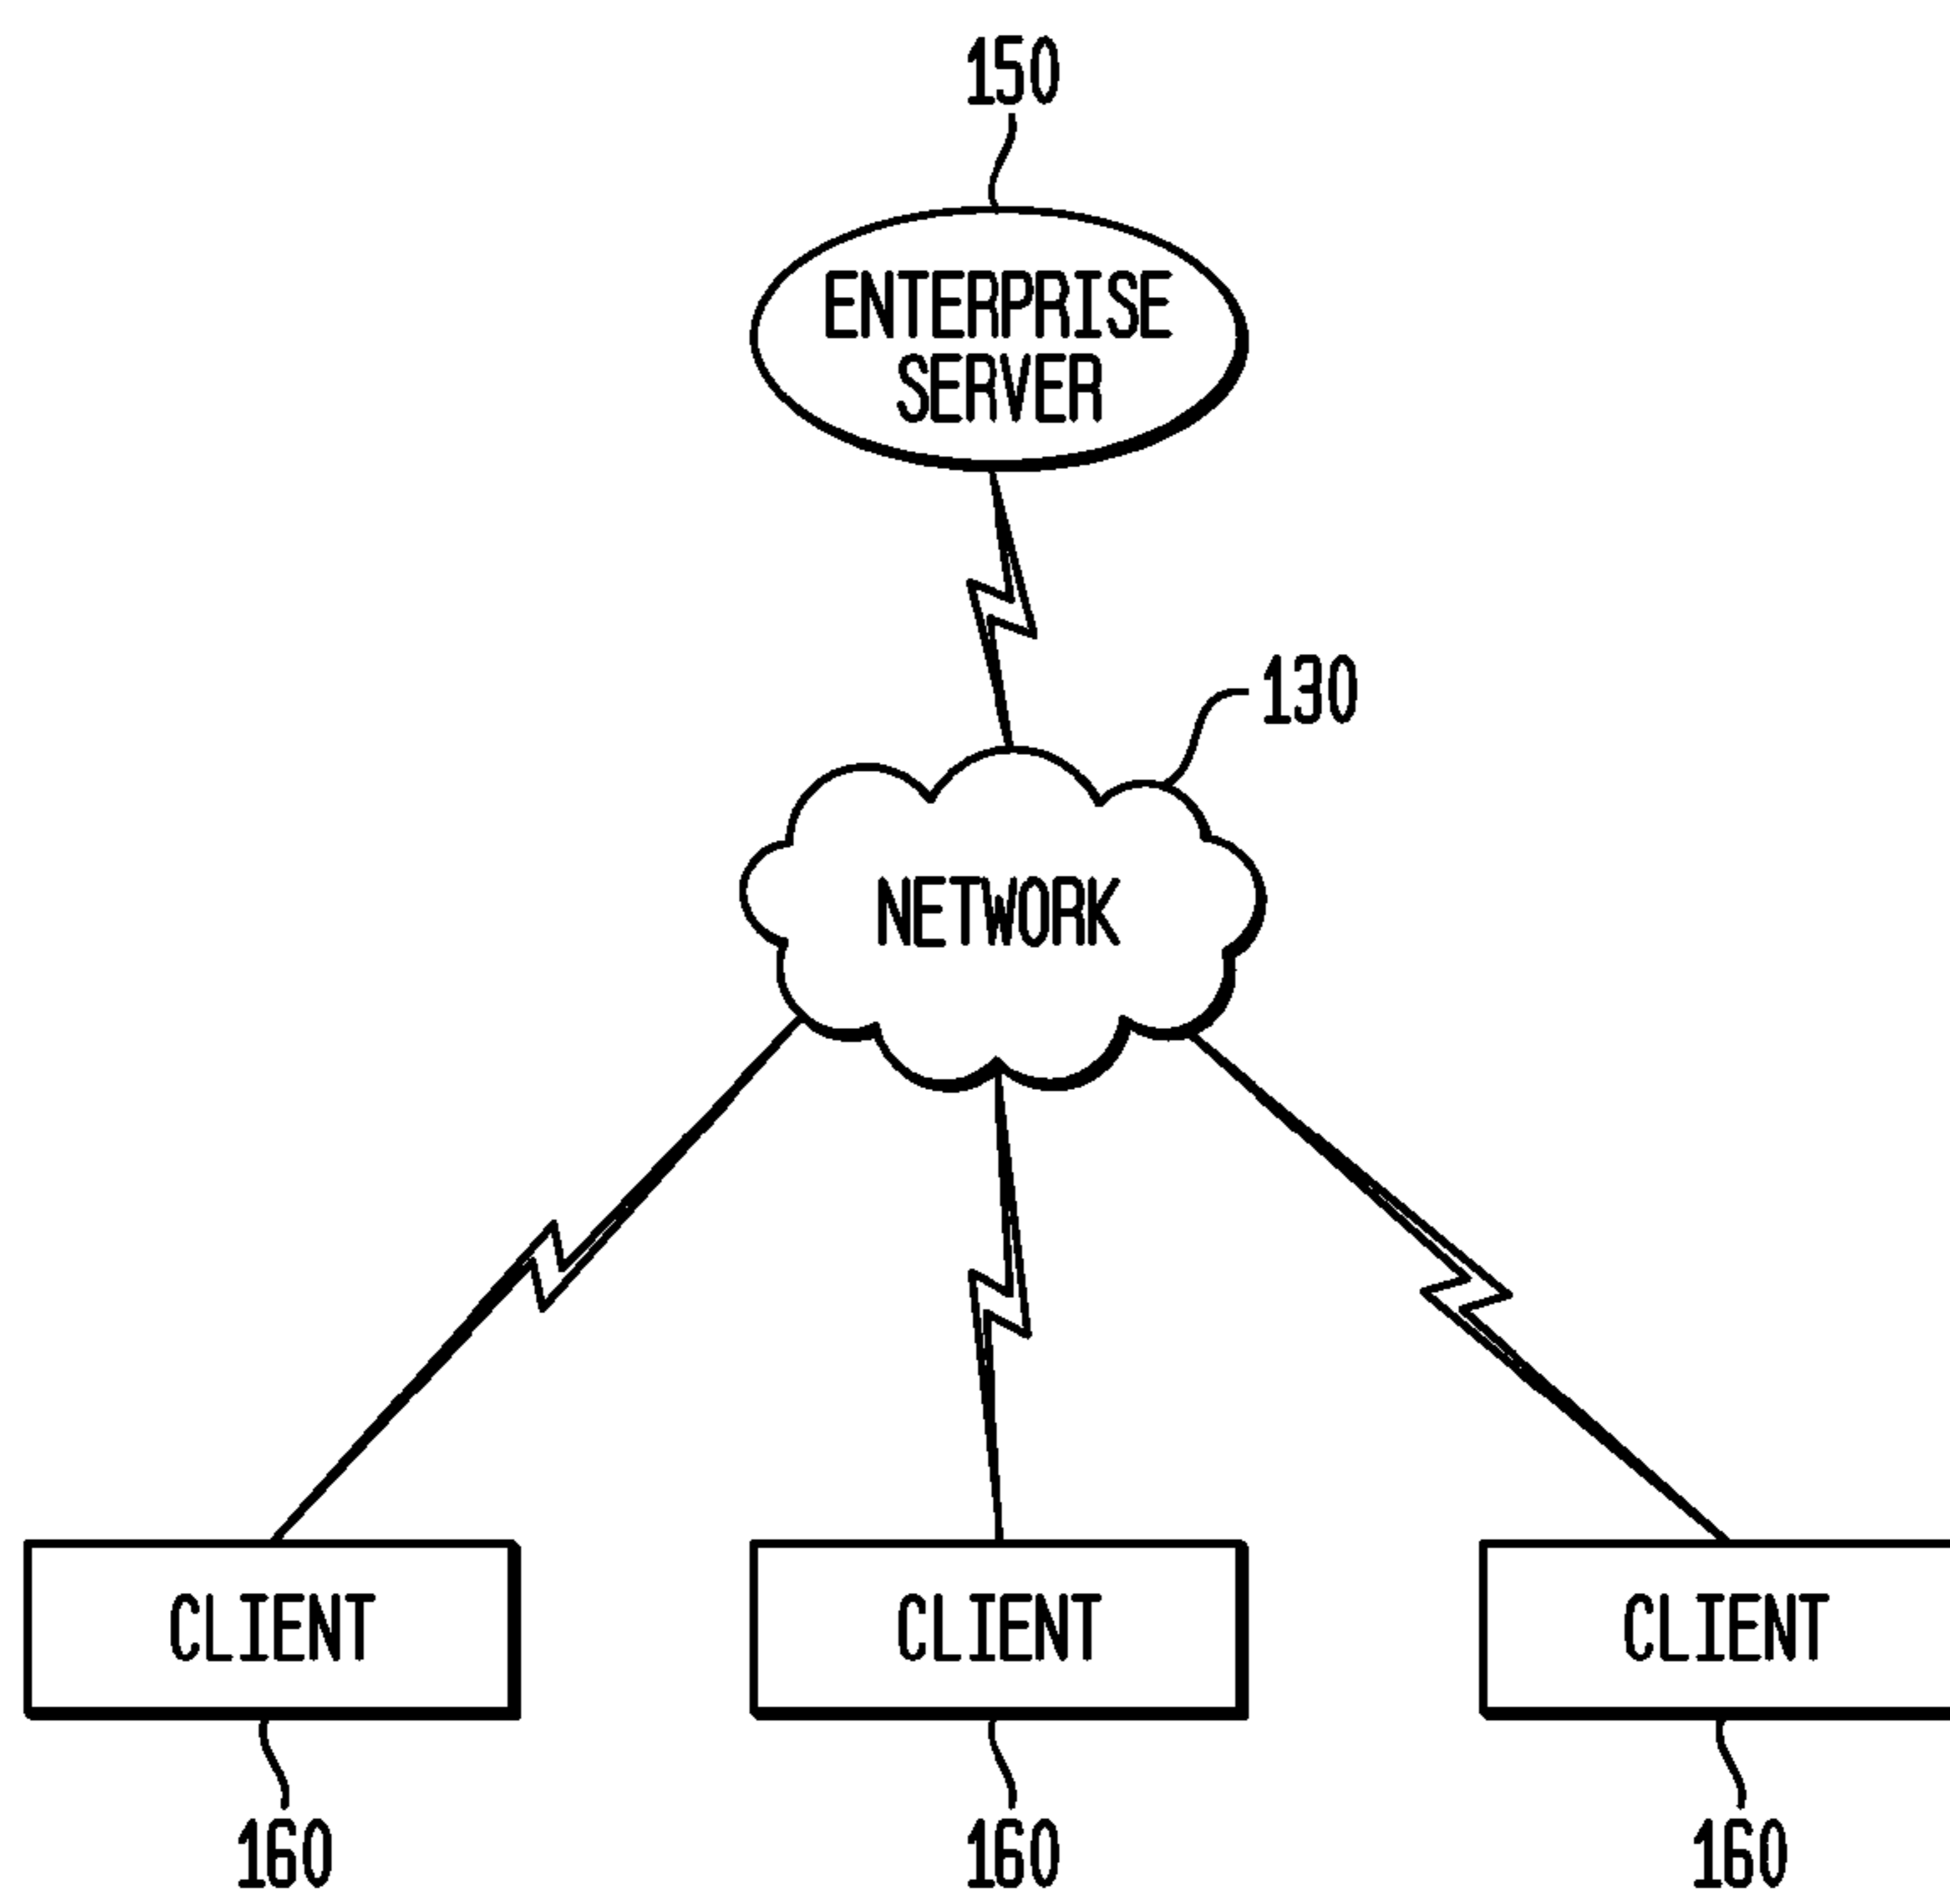 150
ENTERPRISE
SERVER
130
NETWORK
CLIENT
CLIENT
CLIENT
160
160
160